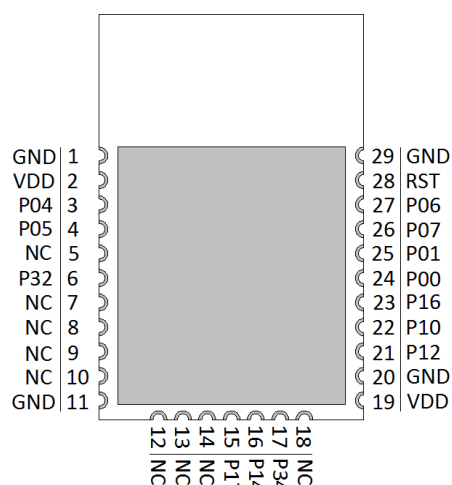 GND 1
VDD 2
P04 3
P05 4
NC 5
P32 6
NC 7
NC 8
NC 9
NC 10
GND 11
12 NC
13 NC
14 NC
15
16 P14
17 P34
18 NC
19 VDD
20 GND
21 P12
22 P10
23 P16
24 P00
25 P01
26 P07
27 P06
28 RST
29 GND